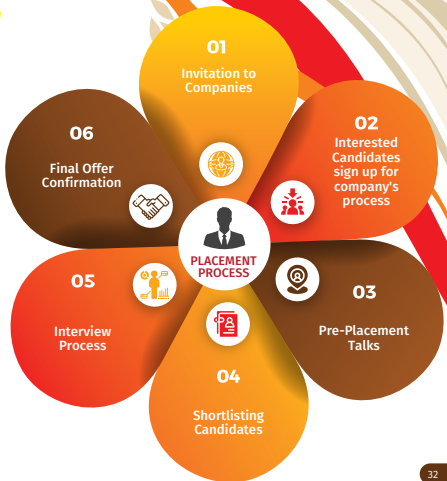 01
Invitation to
Companies
02
Interested
Candidates
sign up for
company's
process
03
Pre-Placement
Talks
04
Shortlisting
Candidates
05
Interview
Process
06
Final Offer
Confirmation
PLACEMENT
PROCESS
32